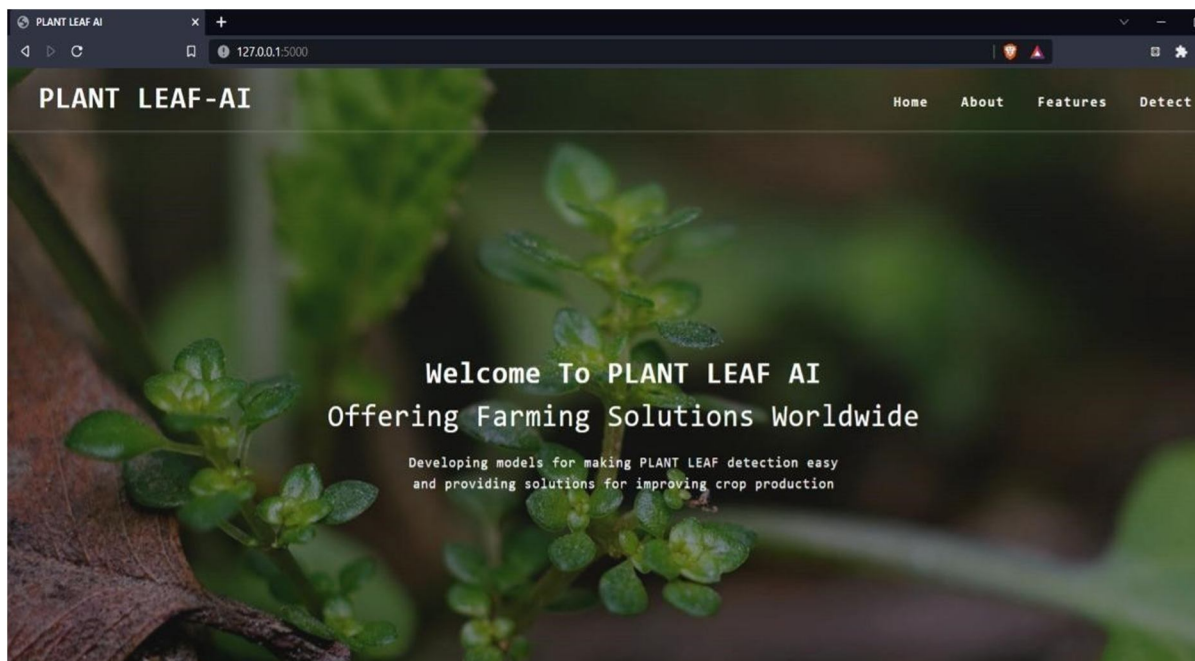 PLANT LEAF AI
127.0.0.1:5000
PLANT LEAF-AI
Home About Features Detect
Welcome To PLANT LEAF AI
Offering Farming Solutions Worldwide
Developing models for making PLANT LEAF detection easy
and providing solutions for improving crop production